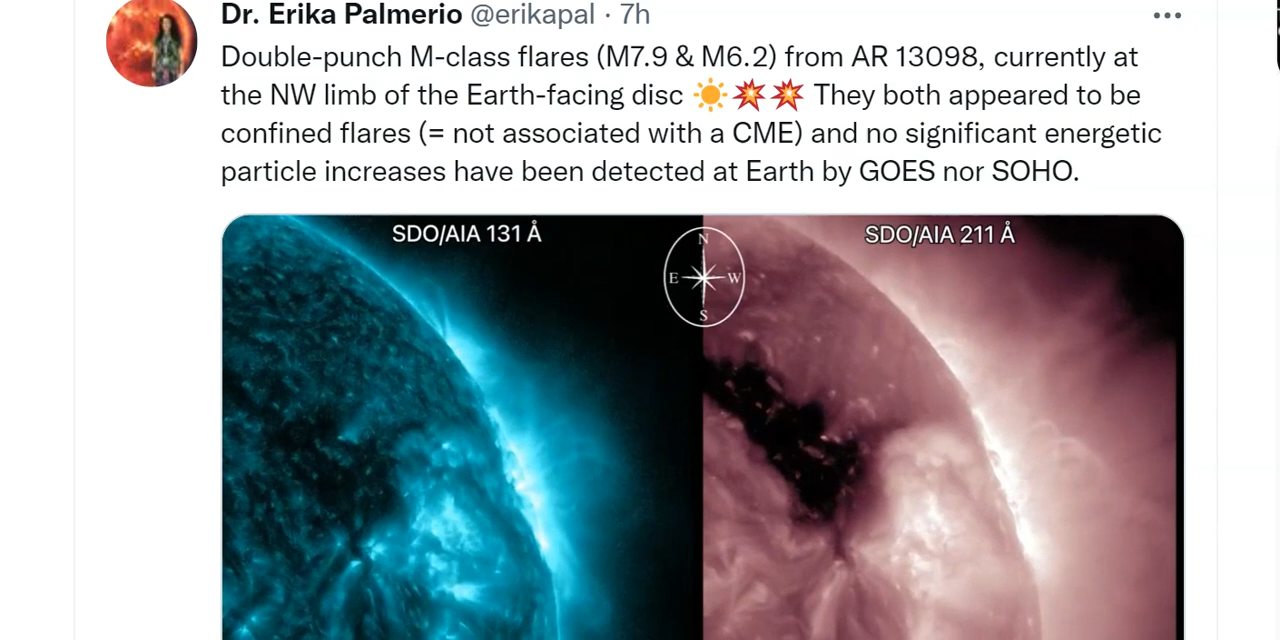 Dr. Erika Palmerio @erikapal · 7h
Double-punch M-class flares (M7.9 & M6.2) from AR 13098, currently at
the NW limb of the Earth-facing disc ☀️💥💥 They both appeared to be
confined flares (= not associated with a CME) and no significant energetic
particle increases have been detected at Earth by GOES nor SOHO.
SDO/AIA 131 Å
SDO/AIA 211 Å
N
E W
S